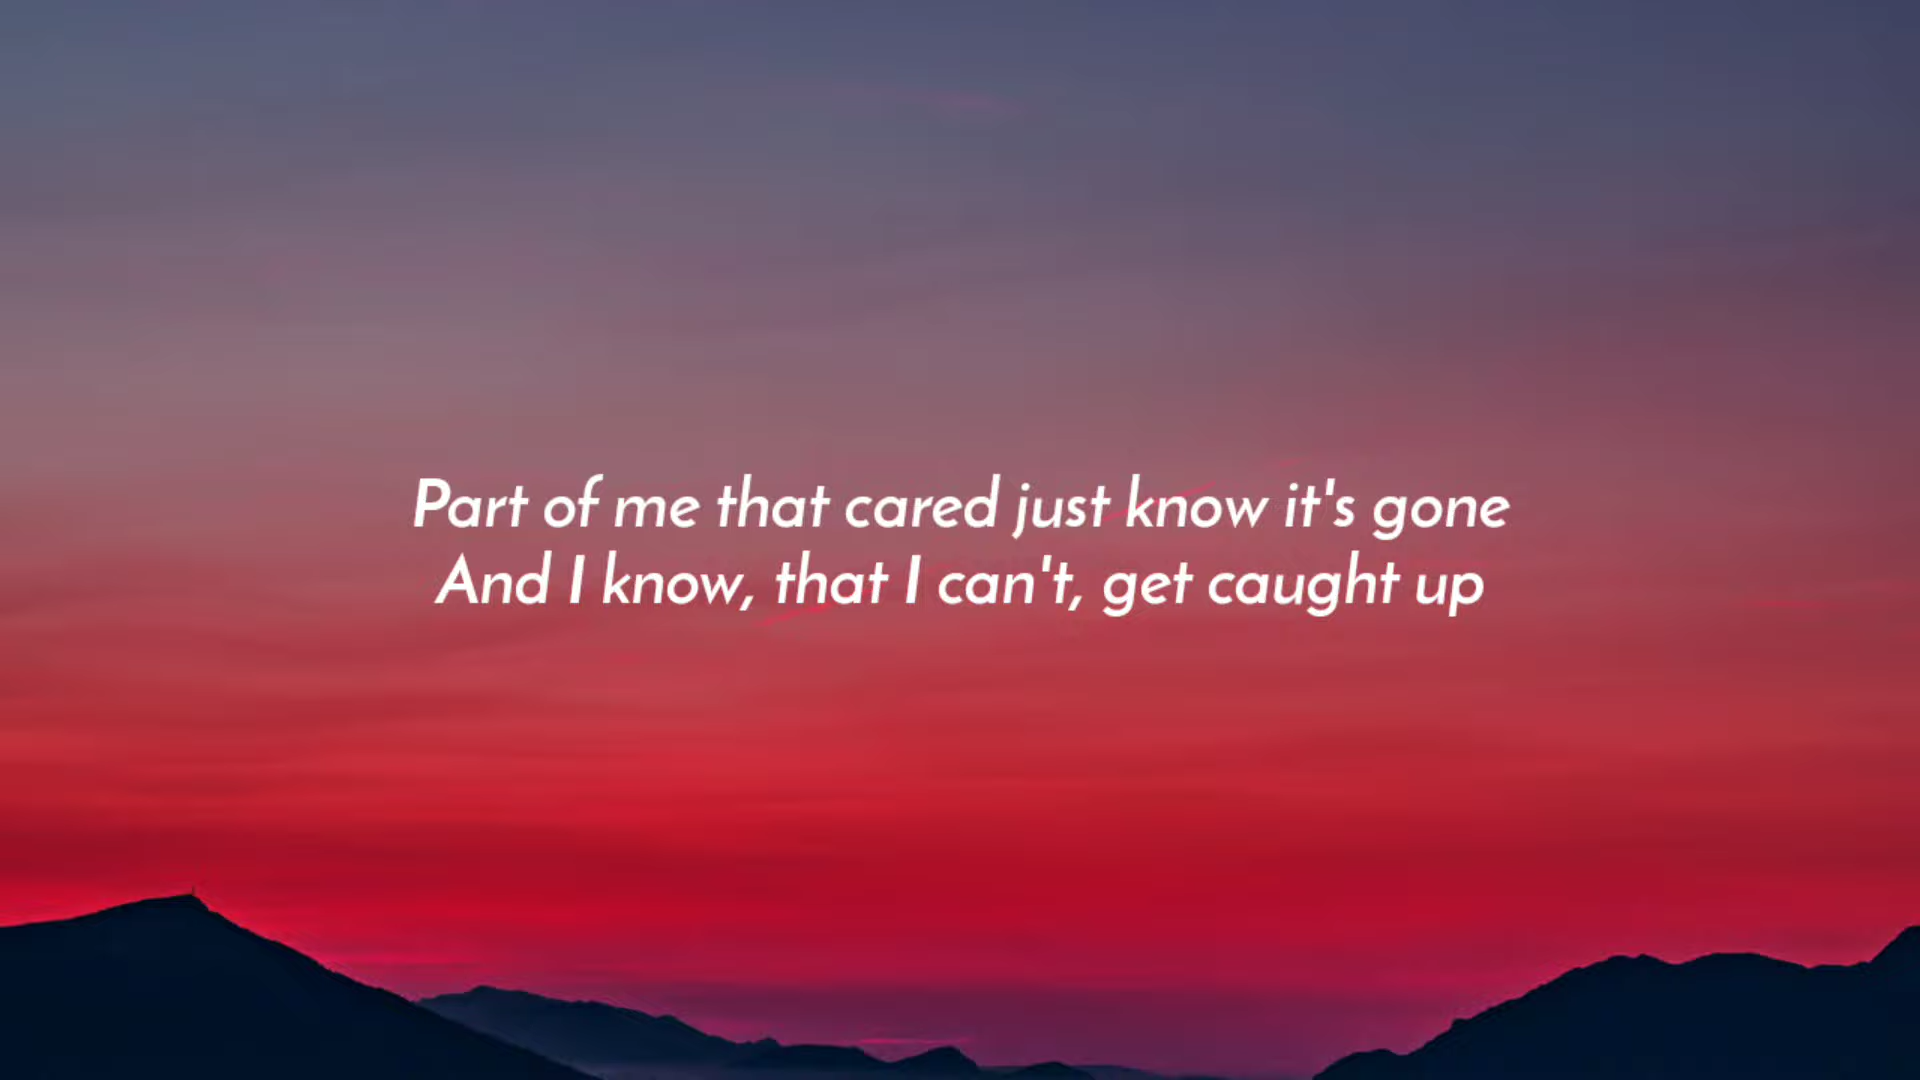 Part of me that cared just know it's gone
And I know, that I can't, get caught up